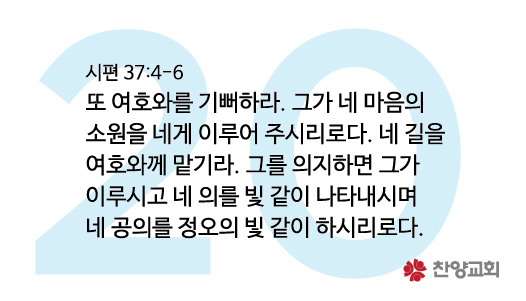 20
시편 37:4-6
또 여호와를 기뻐하라. 그가 네 마음의
소원을 네게 이루어 주시리로다. 네 길을
여호와께 맡기라. 그를 의지하면 그가
이루시고 네 의를 빛 같이 나타내시며
네 공의를 정오의 빛 같이 하시리로다.
찬양교회